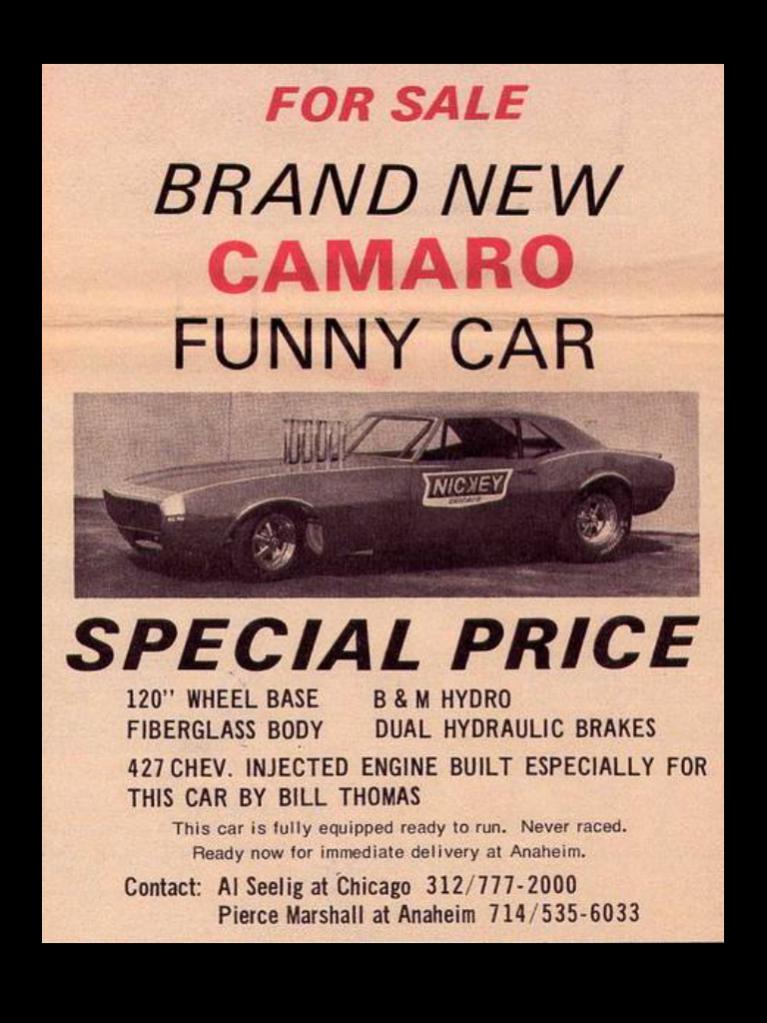 FOR SALE
BRAND NEW
CAMARO
FUNNY CAR
NICKEY
CHICAGO
SPECIAL PRICE
120" WHEEL BASE B & M HYDRO
FIBERGLASS BODY DUAL HYDRAULIC BRAKES
427 CHEV. INJECTED ENGINE BUILT ESPECIALLY FOR
THIS CAR BY BILL THOMAS
This car is fully equipped ready to run. Never raced.
Ready now for immediate delivery at Anaheim.
Contact: Al Seelig at Chicago 312/777-2000
Pierce Marshall at Anaheim 714/535-6033